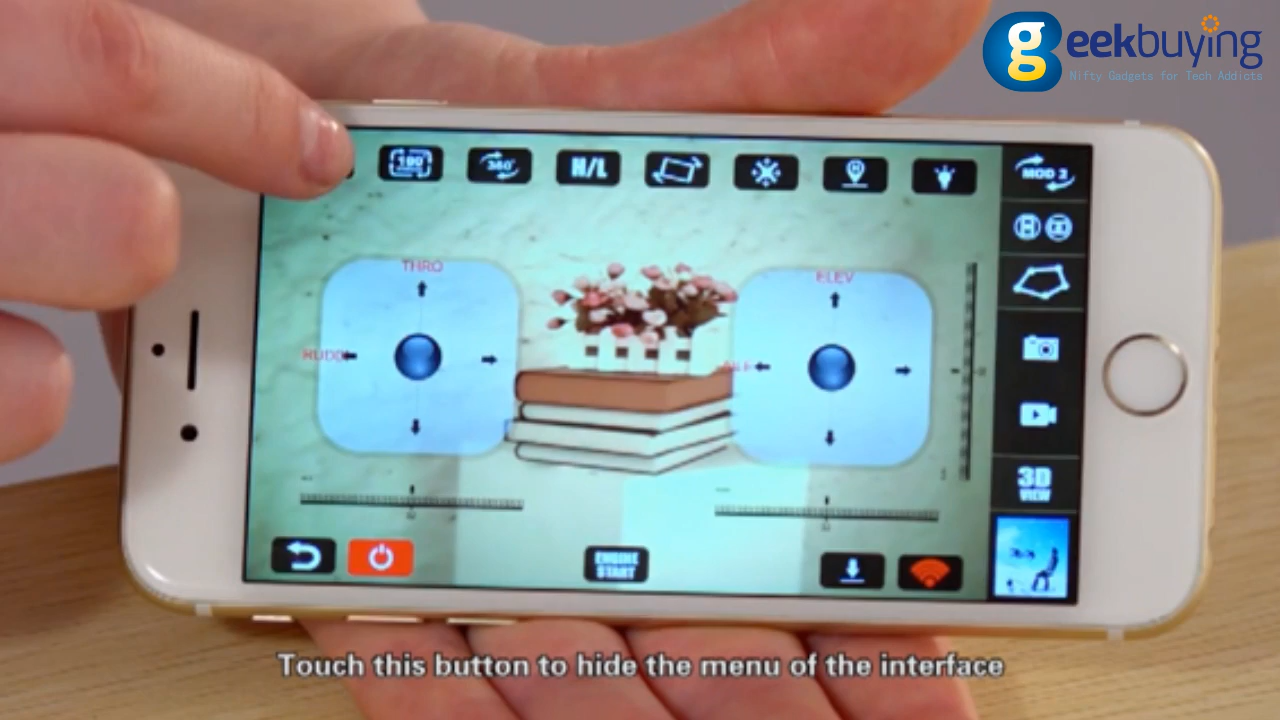 geekbuying
Nifty Gadgets for Tech Addicts
360°
H/L
MOD 2
THRO
ELEV
RUDD
3D
VIEW
ENGINE
START
Touch this button to hide the menu of the interface